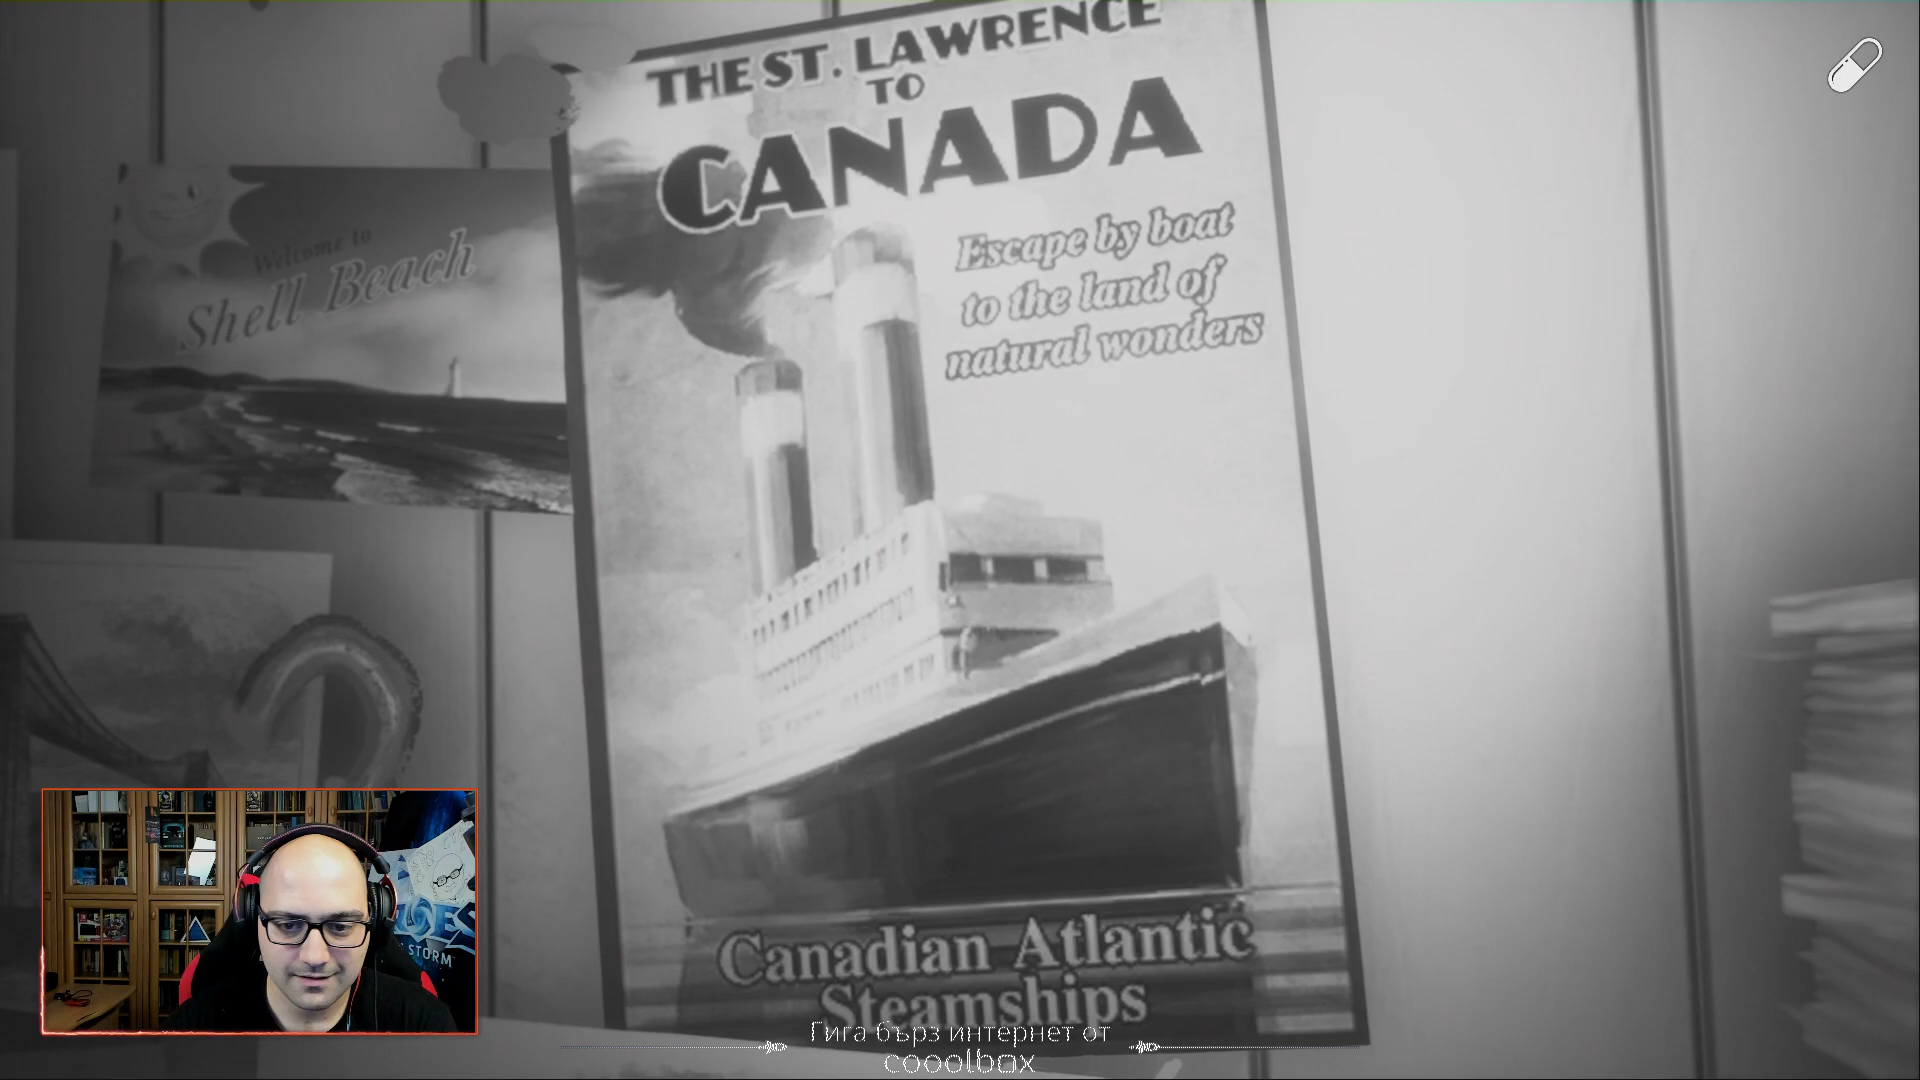 THE ST. LAWRENCE
TO
CANADA
Escape by boat
to the land of
natural wonders
Welcome to
Shell Beach
Canadian Atlantic
Steamships
STORM
Гига бърз интернет от
cooolbox